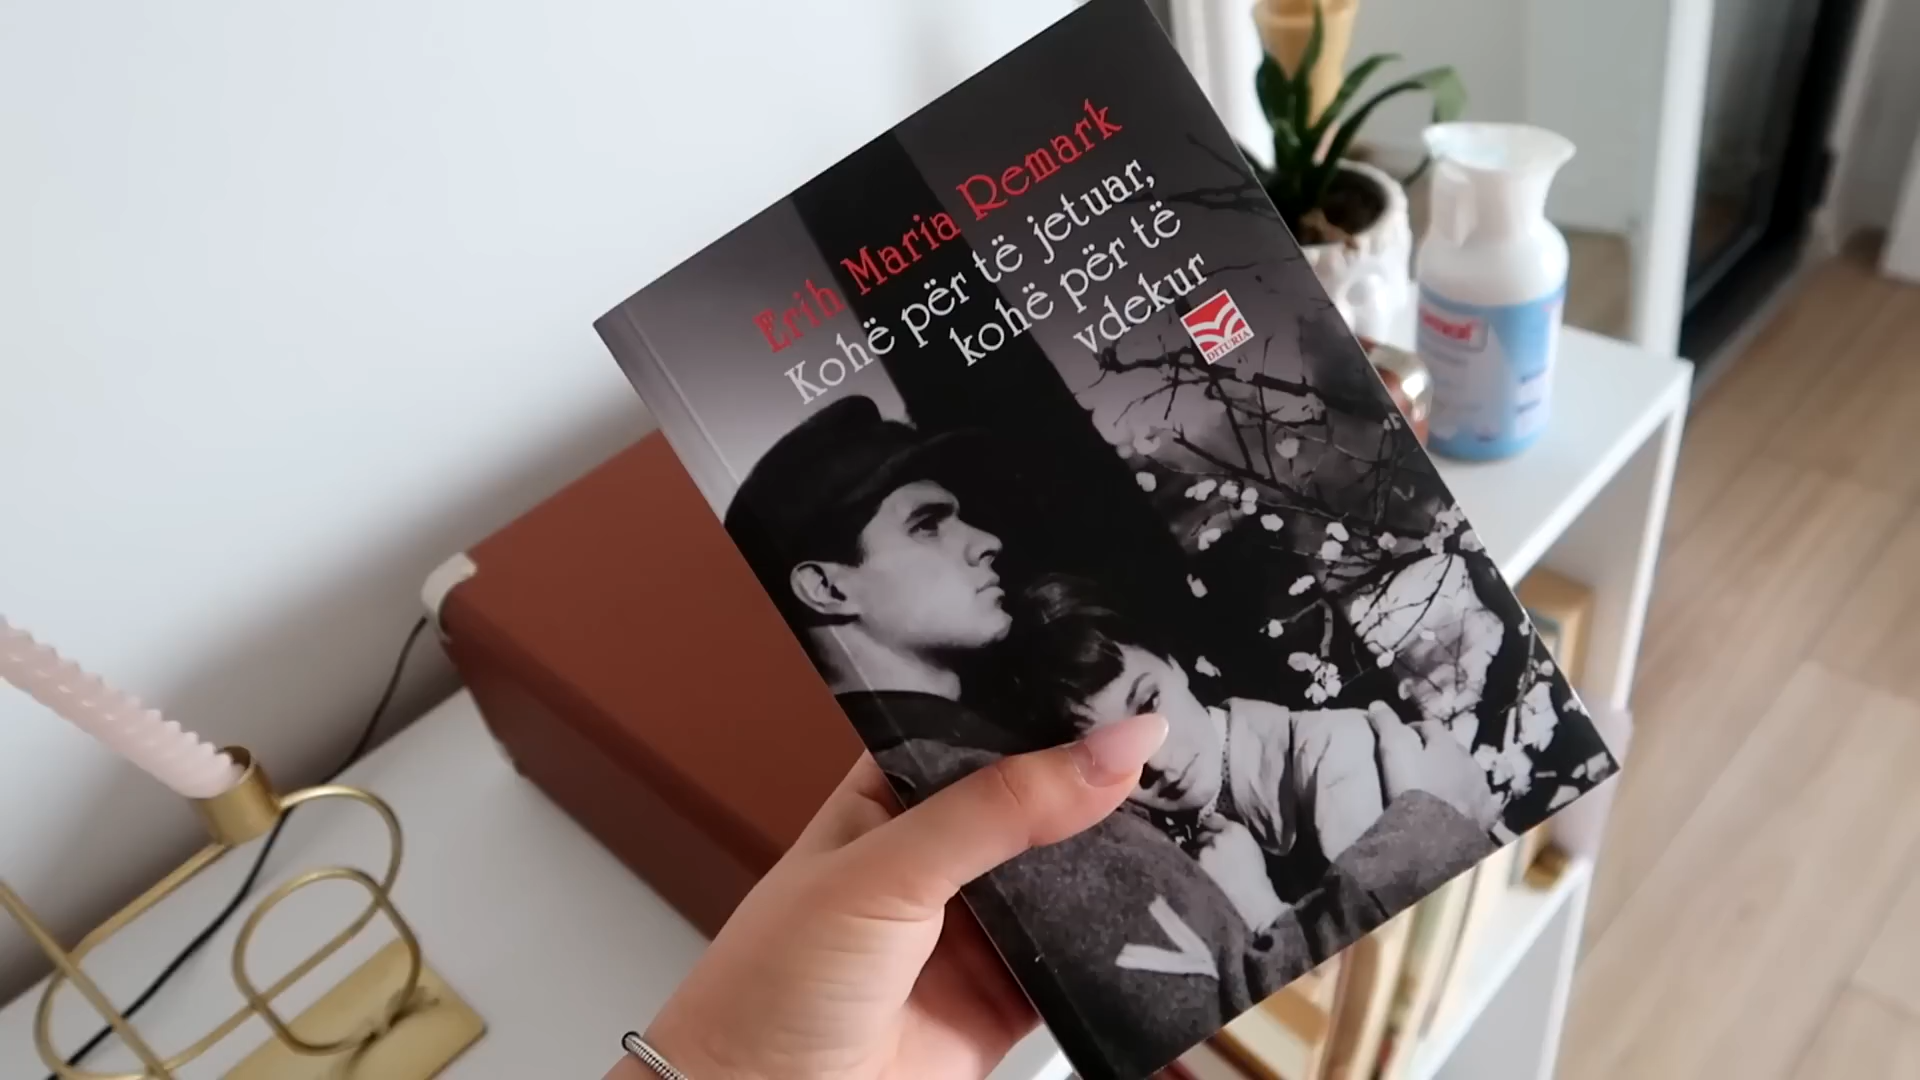 Erih Maria Remark
Kohë për të jetuar,
kohë për të
vdekur
DITURIA